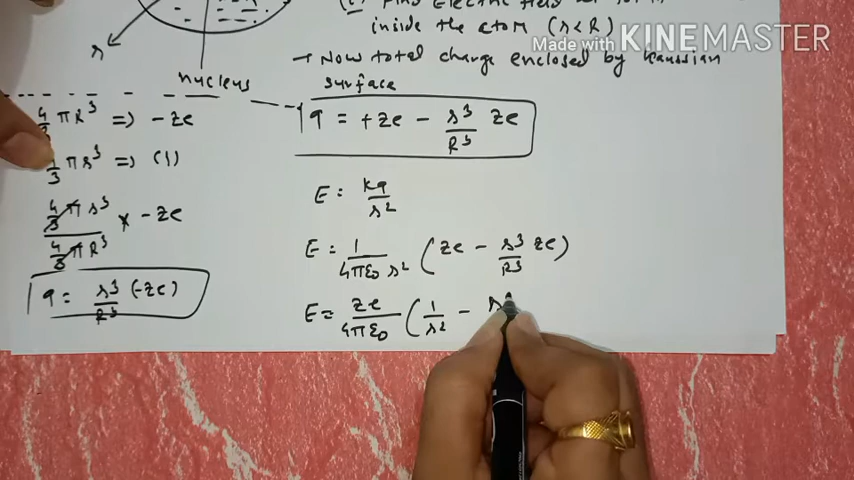 inside the atom (r<R)
Made with KINEMASTER
→ Now total charge enclosed by Gaussian
surface
r
nucleus
4/3 πR³ => -ze
q = +ze - r³/R³ ze
4/3 πr³ => (1)
E = kq/r²
4/3 πr³ / 4/3 πR³ × -ze
E = 1/4πε₀ r² (ze - r³/R³ ze)
q = r³/R³ (-ze)
E = ze/4πε₀ (1/r² - r